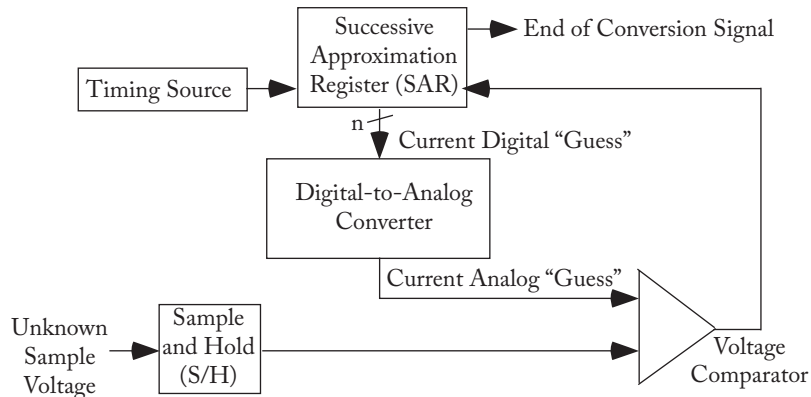 Successive
Approximation
Register (SAR)
End of Conversion Signal
Timing Source
n
Current Digital “Guess”
Digital-to-Analog
Converter
Current Analog “Guess”
Unknown
Sample
Voltage
Sample
and Hold
(S/H)
Voltage
Comparator